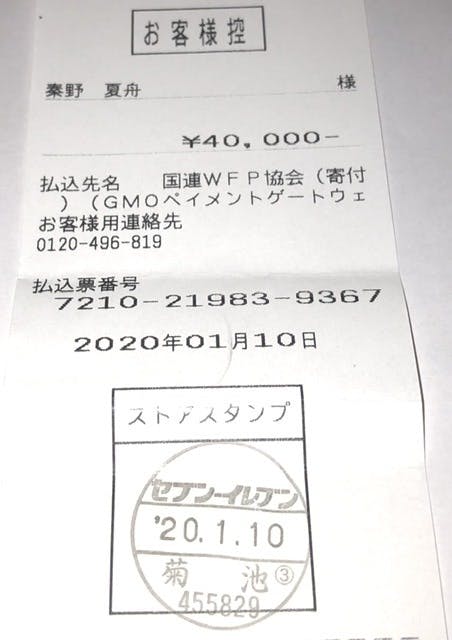 お客様控
秦野　夏舟　様
¥40,000-
払込先名　国連WFP協会（寄付
）（GMOペイメントゲートウェ
お客様用連絡先
0120-496-819
払込票番号
7210-21983-9367
2020年01月10日
ストアスタンプ
セブン-イレブン
'20.1.10
菊池③
455829